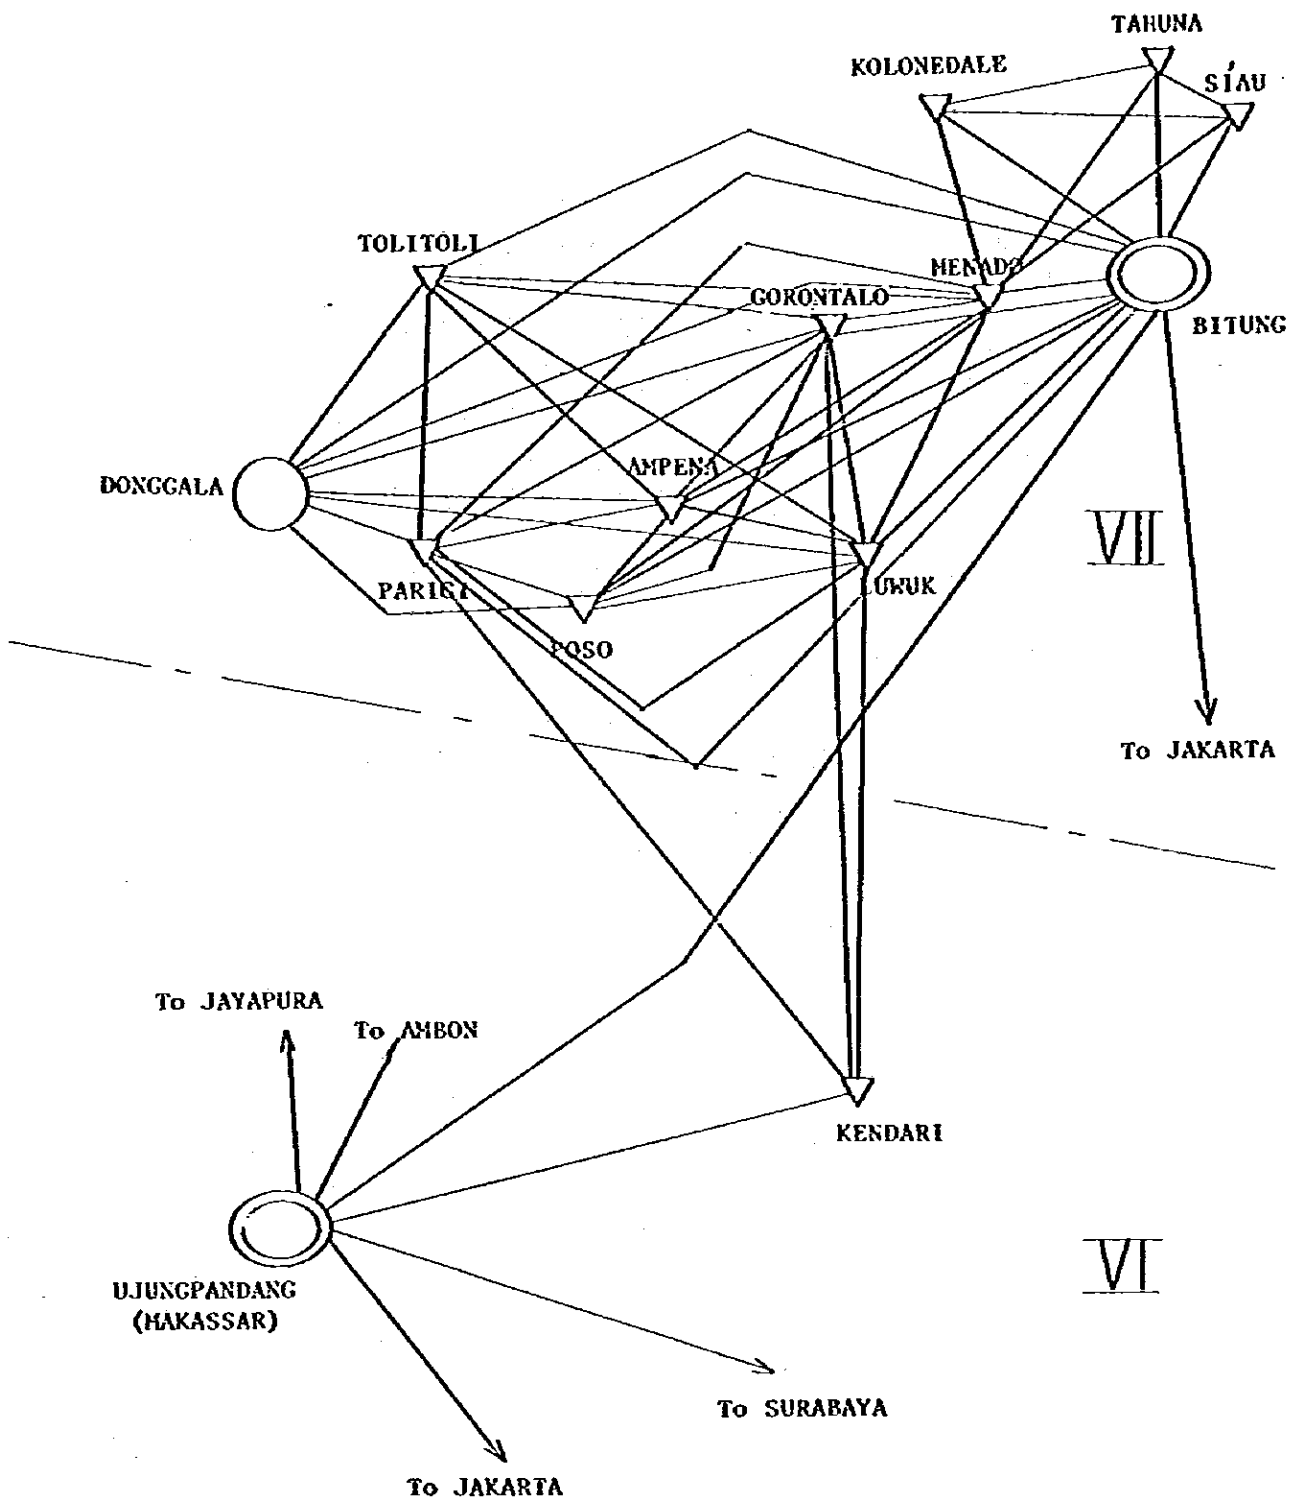 TAHUNA
KOLONEDALE
SIAU
TOLITOLI
MENADO
GORONTALO
BITUNG
AMPENA
DONGGALA
VII
PARIGI
LUWUK
POSO
To JAKARTA
To JAYAPURA
To AMBON
KENDARI
VI
UJUNGPANDANG
(MAKASSAR)
To SURABAYA
To JAKARTA